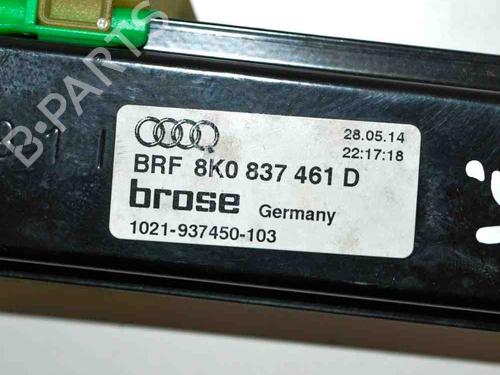 28.05.14
22:17:18
BRF 8K0 837 461 D
brose Germany
1021-937450-103
B-PARTS